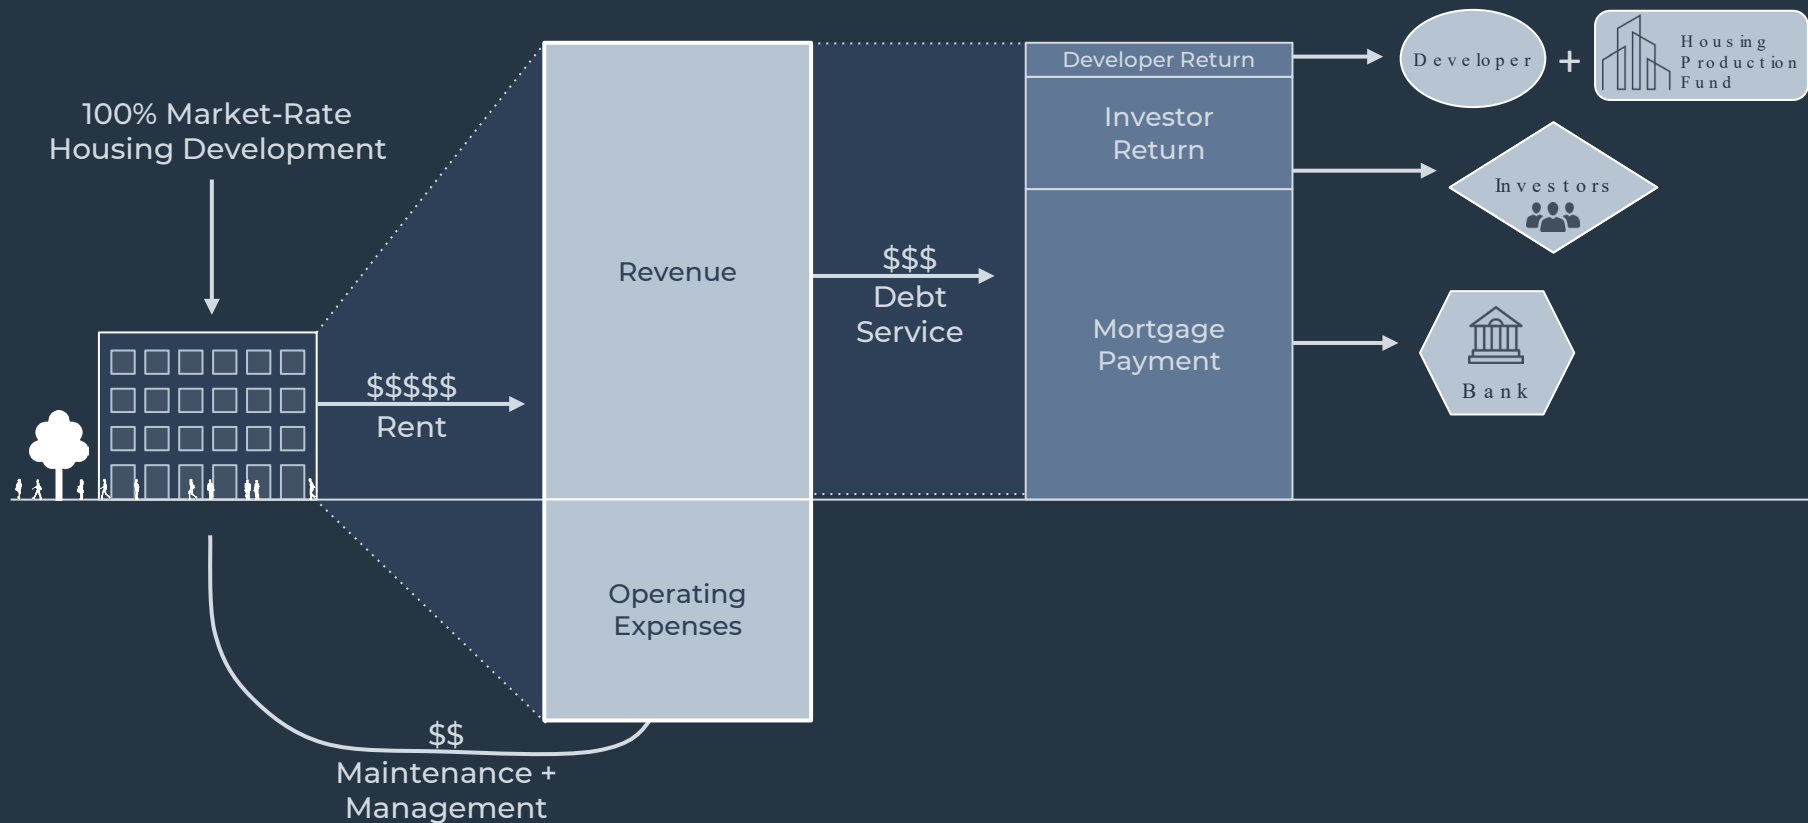 100% Market-Rate
Housing Development
$$$$$
Rent
Revenue
Operating
Expenses
$$
Maintenance +
Management
$$$
Debt
Service
Developer Return
Investor
Return
Mortgage
Payment
Developer
+
Housing
Production
Fund
Investors
Bank